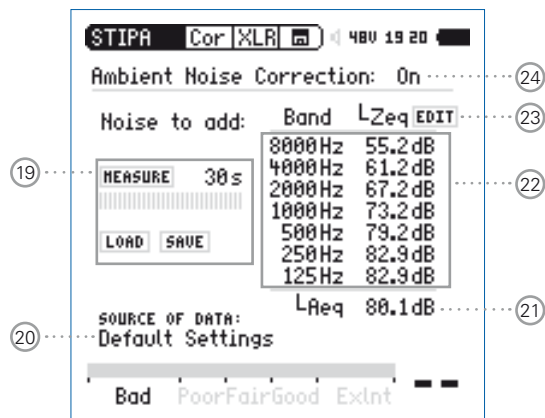 STIPA Cor XLR 48V 19 20
Ambient Noise Correction: On 24
Noise to add: Band LZeq EDIT 23
19 MEASURE 30s
LOAD SAVE
8000Hz 55.2dB
4000Hz 61.2dB
2000Hz 67.2dB
1000Hz 73.2dB
500Hz 79.2dB
250Hz 82.9dB
125Hz 82.9dB
22
LAeq 80.1dB 21
SOURCE OF DATA:
20 Default Settings
Bad Poor Fair Good Exlnt --